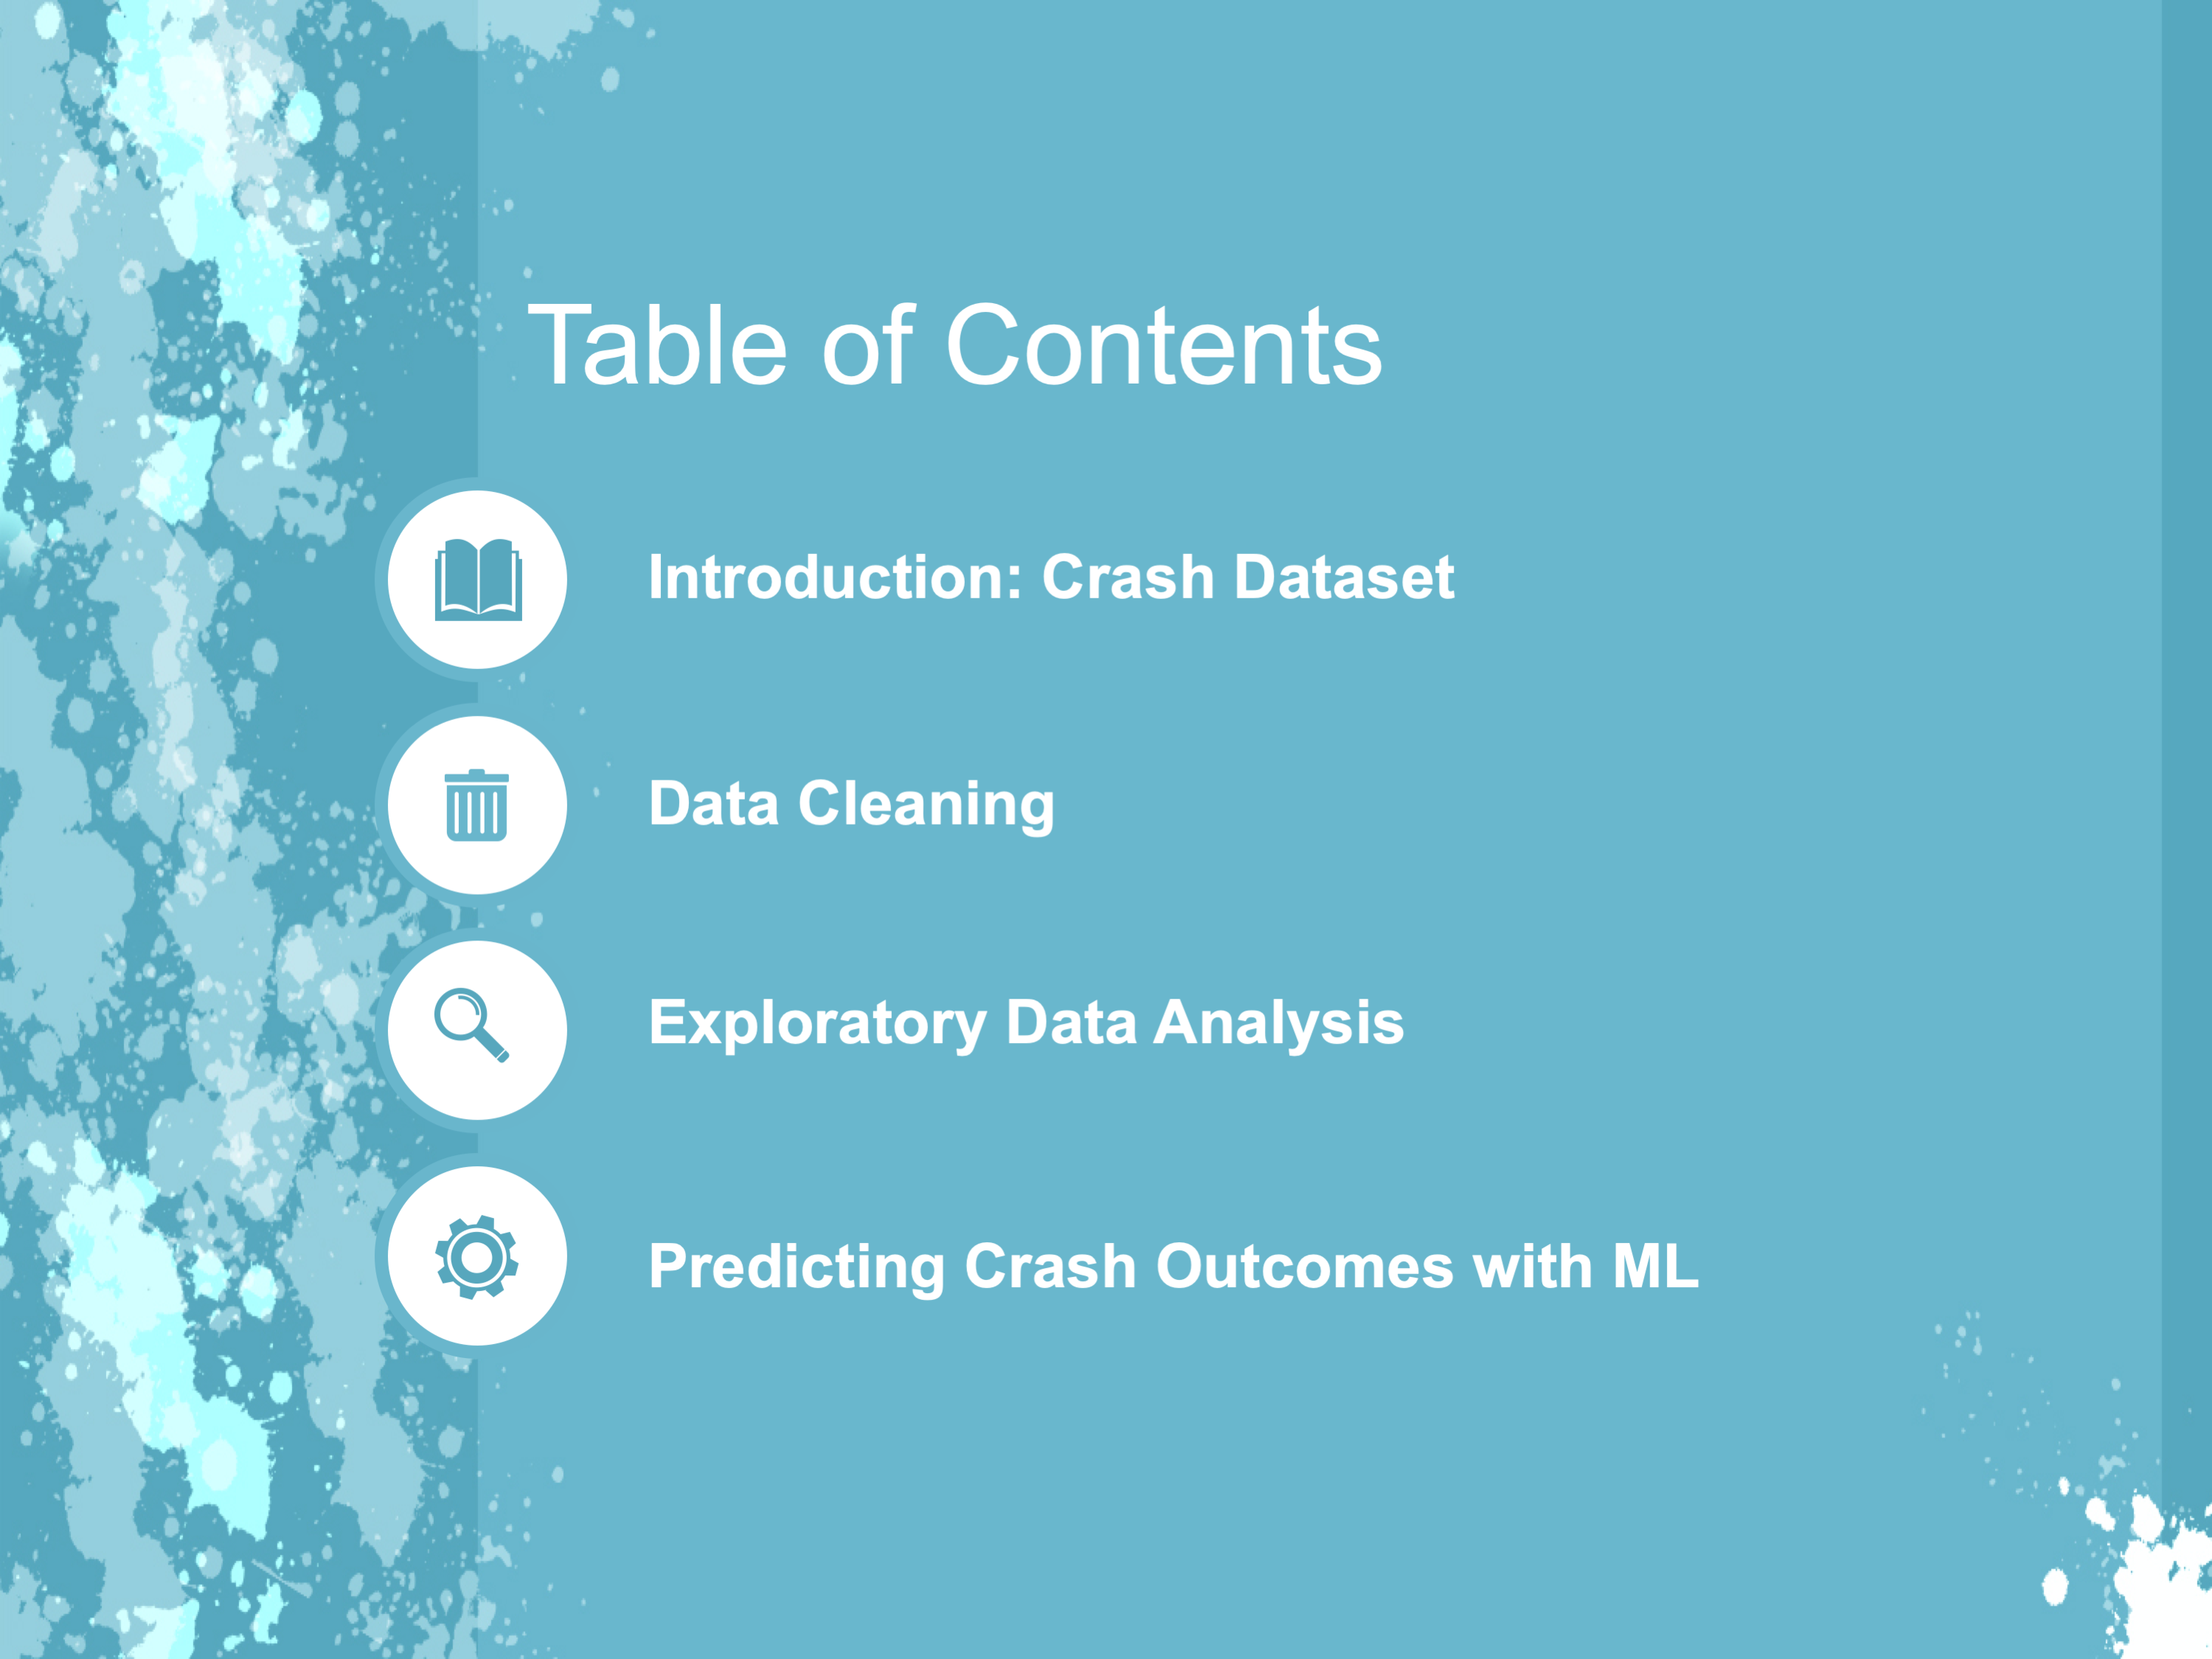 Table of Contents
Introduction: Crash Dataset
Data Cleaning
Exploratory Data Analysis
Predicting Crash Outcomes with ML